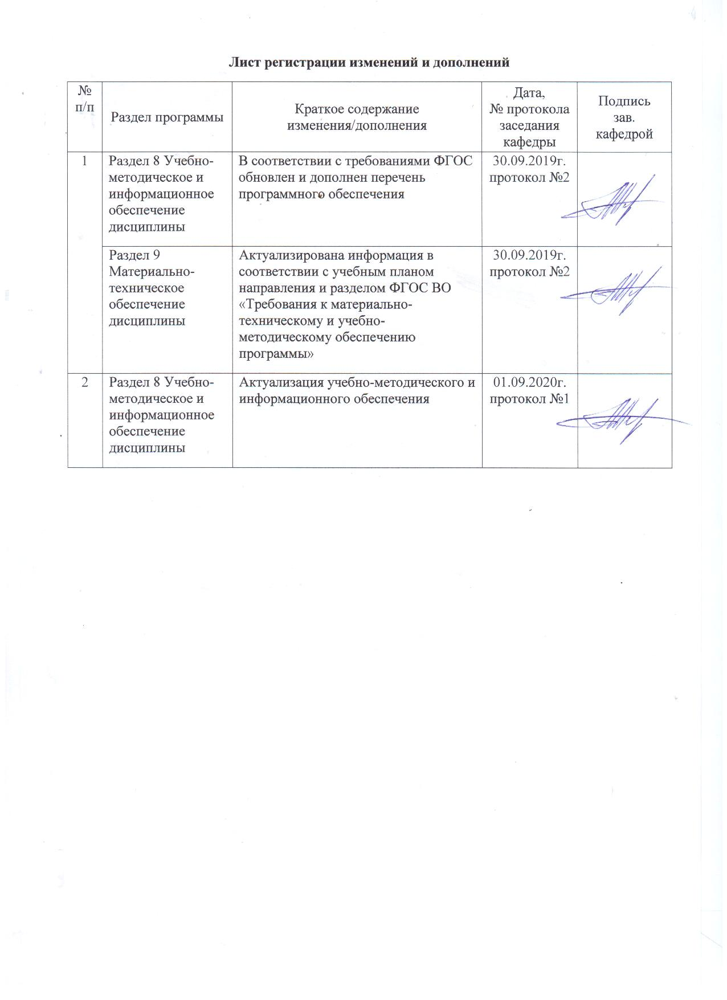 Лист регистрации изменений и дополнений
№
п/п
Раздел программы
Краткое содержание
изменения/дополнения
Дата,
№ протокола
заседания
кафедры
Подпись
зав.
кафедрой
1
Раздел 8 Учебно-
методическое и
информационное
обеспечение
дисциплины
В соответствии с требованиями ФГОС
обновлен и дополнен перечень
программного обеспечения
30.09.2019г.
протокол №2
Раздел 9
Материально-
техническое
обеспечение
дисциплины
Актуализирована информация в
соответствии с учебным планом
направления и разделом ФГОС ВО
«Требования к материально-
техническому и учебно-
методическому обеспечению
программы»
30.09.2019г.
протокол №2
2
Раздел 8 Учебно-
методическое и
информационное
обеспечение
дисциплины
Актуализация учебно-методического и
информационного обеспечения
01.09.2020г.
протокол №1